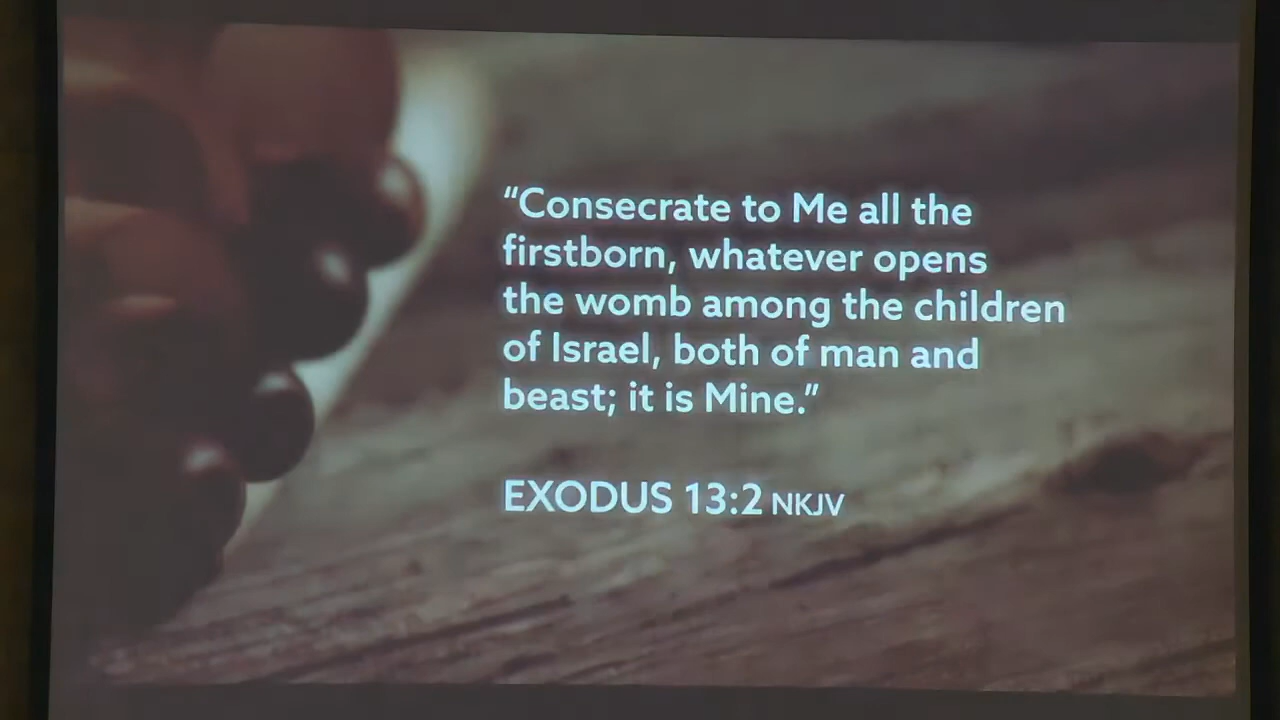 “Consecrate to Me all the
firstborn, whatever opens
the womb among the children
of Israel, both of man and
beast; it is Mine.”
EXODUS 13:2 NKJV